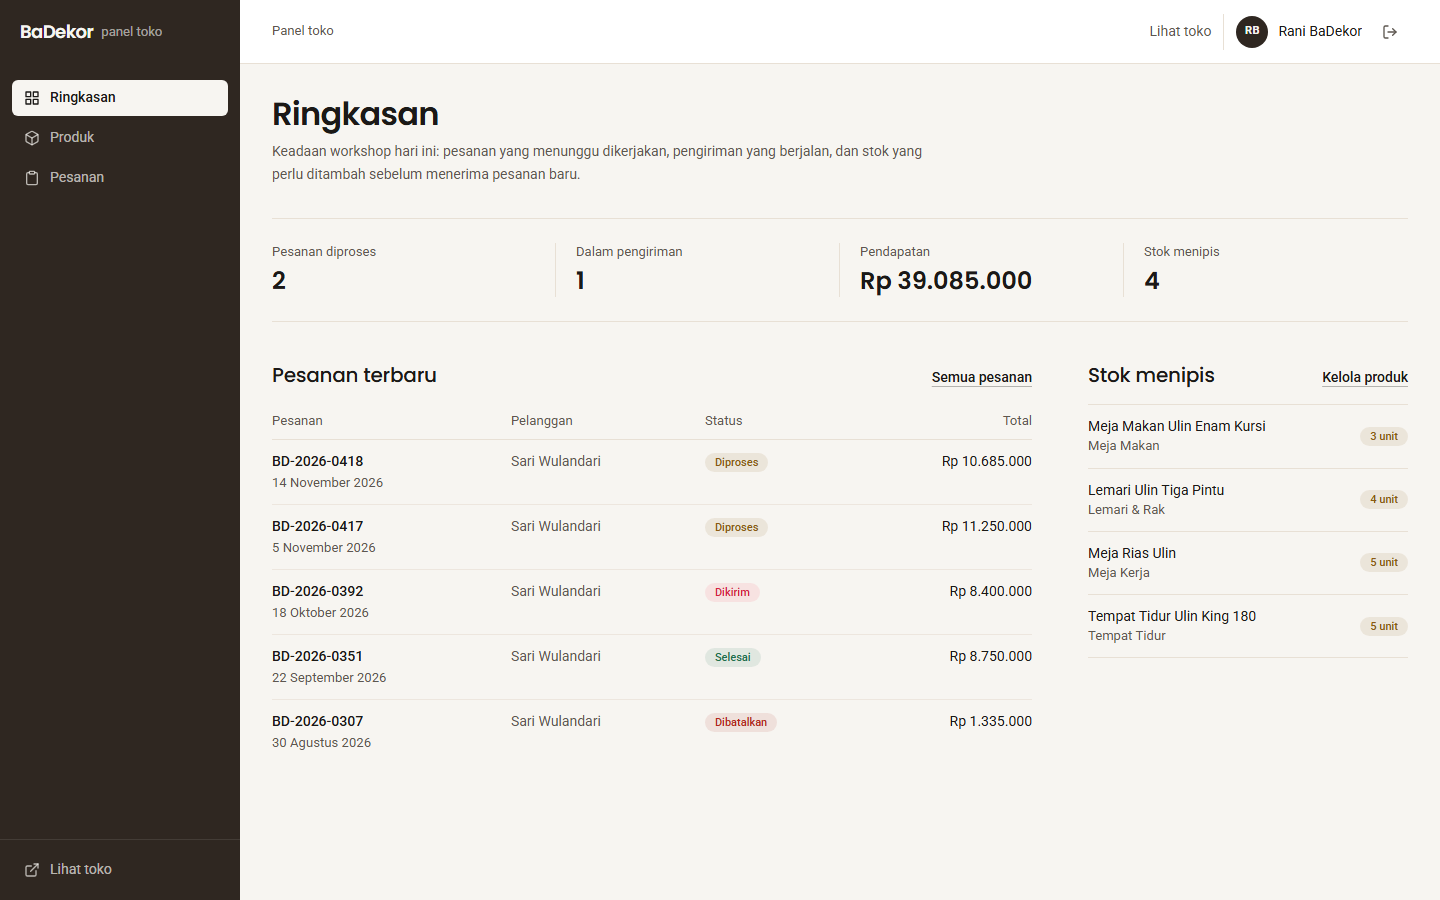 BaDekor panel toko
Ringkasan
Produk
Pesanan
Lihat toko
Panel toko
Lihat toko
RB
Rani BaDekor
Ringkasan
Keadaan workshop hari ini: pesanan yang menunggu dikerjakan, pengiriman yang berjalan, dan stok yang
perlu ditambah sebelum menerima pesanan baru.
Pesanan diproses
2
Dalam pengiriman
1
Pendapatan
Rp 39.085.000
Stok menipis
4
Pesanan terbaru
Semua pesanan
Pesanan Pelanggan Status Total
BD-2026-0418 Sari Wulandari Diproses Rp 10.685.000
14 November 2026
BD-2026-0417 Sari Wulandari Diproses Rp 11.250.000
5 November 2026
BD-2026-0392 Sari Wulandari Dikirim Rp 8.400.000
18 Oktober 2026
BD-2026-0351 Sari Wulandari Selesai Rp 8.750.000
22 September 2026
BD-2026-0307 Sari Wulandari Dibatalkan Rp 1.335.000
30 Agustus 2026
Stok menipis
Kelola produk
Meja Makan Ulin Enam Kursi
Meja Makan
3 unit
Lemari Ulin Tiga Pintu
Lemari & Rak
4 unit
Meja Rias Ulin
Meja Kerja
5 unit
Tempat Tidur Ulin King 180
Tempat Tidur
5 unit